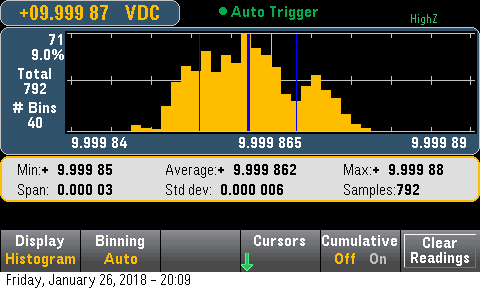 +09.999 87 VDC
Auto Trigger
HighZ
71
9.0%
Total
792
# Bins
40
9.999 84
9.999 865
9.999 89
Min:+ 9.999 85
Average:+ 9.999 862
Max:+ 9.999 88
Span: 0.000 03
Std dev: 0.000 006
Samples:792
Display
Histogram
Binning
Auto
Cursors
Cumulative
Off On
Clear
Readings
Friday, January 26, 2018 - 20:09